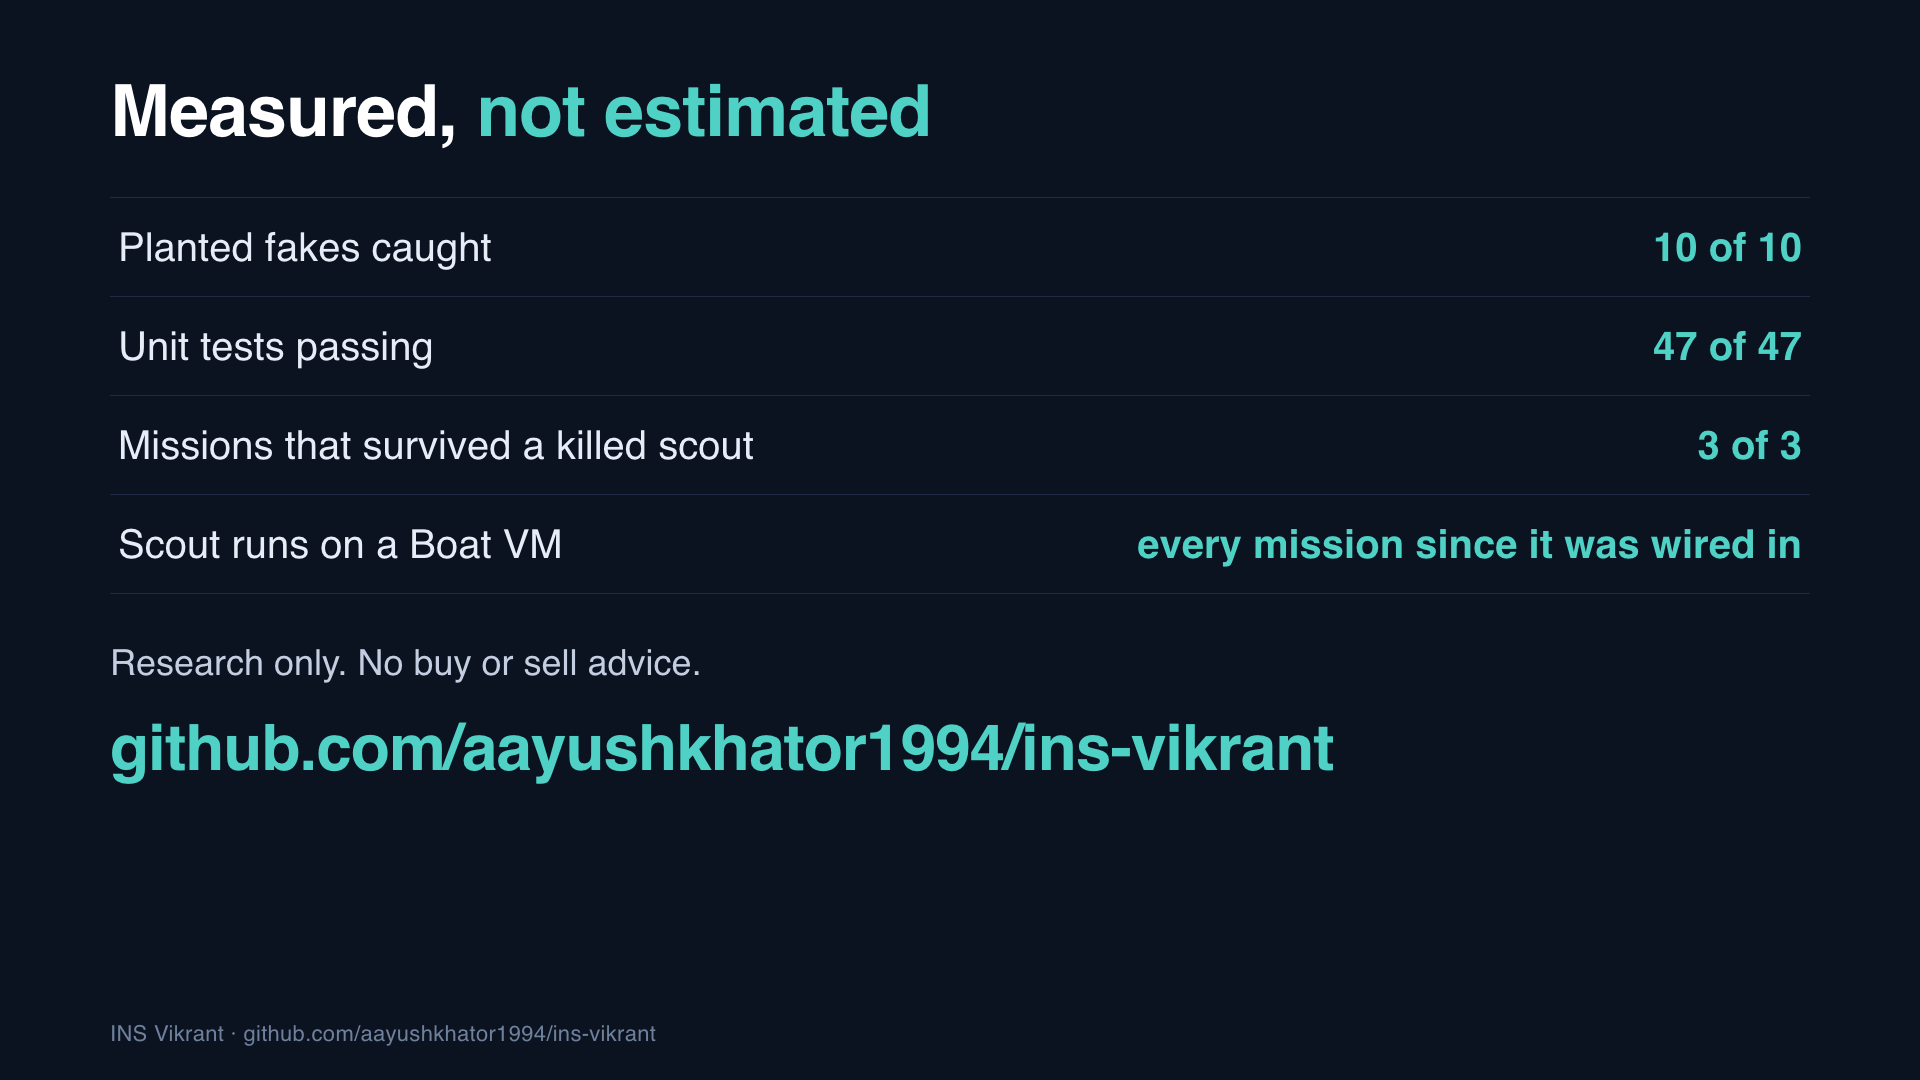 Measured, not estimated
Planted fakes caught 10 of 10
Unit tests passing 47 of 47
Missions that survived a killed scout 3 of 3
Scout runs on a Boat VM every mission since it was wired in
Research only. No buy or sell advice.
github.com/aayushkhator1994/ins-vikrant
INS Vikrant · github.com/aayushkhator1994/ins-vikrant